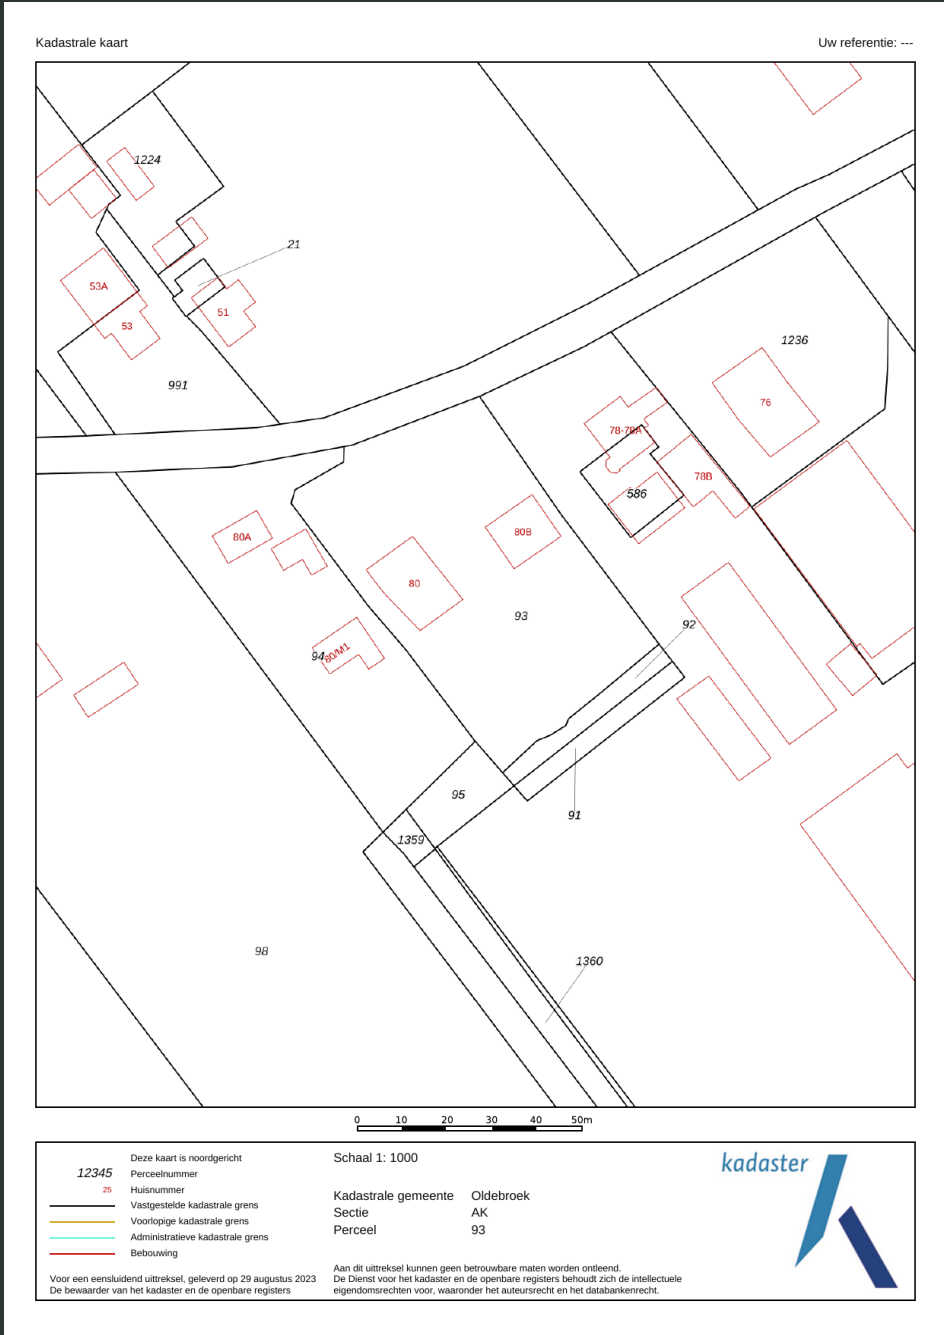 Kadastrale kaart
Uw referentie: ---
1224
21
53A
51
53
991
1236
76
78-78A
78B
586
80A
80B
80
93
92
94
80/M1
95
91
1359
98
1360
0 10 20 30 40 50m
Deze kaart is noordgericht
12345 Perceelnummer
25 Huisnummer
Vastgestelde kadastrale grens
Voorlopige kadastrale grens
Administratieve kadastrale grens
Bebouwing
Voor een eensluidend uittreksel, geleverd op 29 augustus 2023
De bewaarder van het kadaster en de openbare registers
Schaal 1: 1000
Kadastrale gemeente Oldebroek
Sectie AK
Perceel 93
Aan dit uittreksel kunnen geen betrouwbare maten worden ontleend.
De Dienst voor het kadaster en de openbare registers behoudt zich de intellectuele
eigendomsrechten voor, waaronder het auteursrecht en het databankenrecht.
kadaster